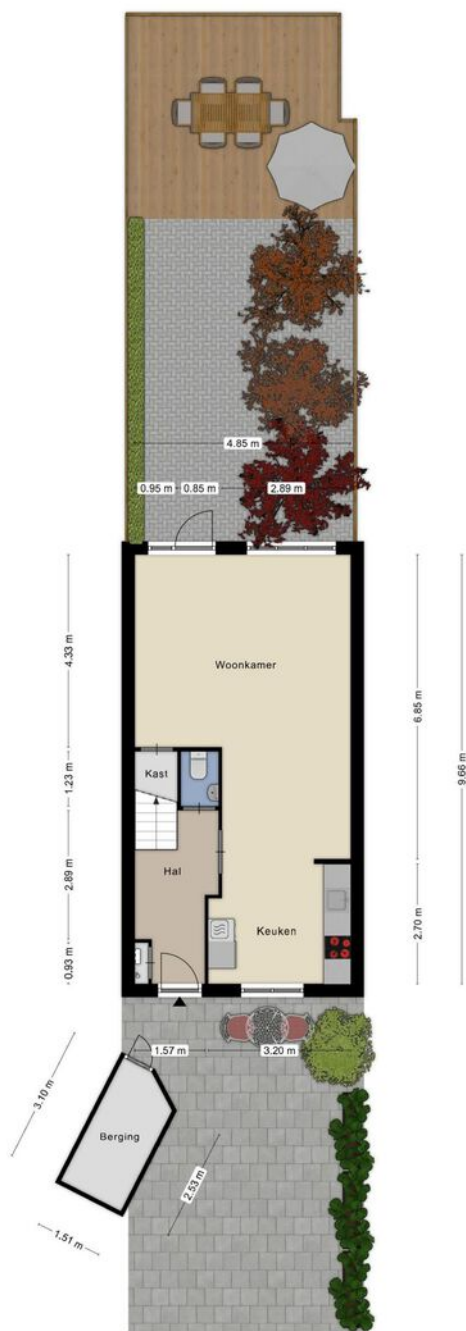 4.85 m
0.95 m
0.85 m
2.89 m
4.33 m
Woonkamer
6.85 m
9.66 m
1.23 m
Kast
2.89 m
Hal
2.70 m
Keuken
0.93 m
1.57 m
3.20 m
3.10 m
Berging
2.53 m
1.51 m